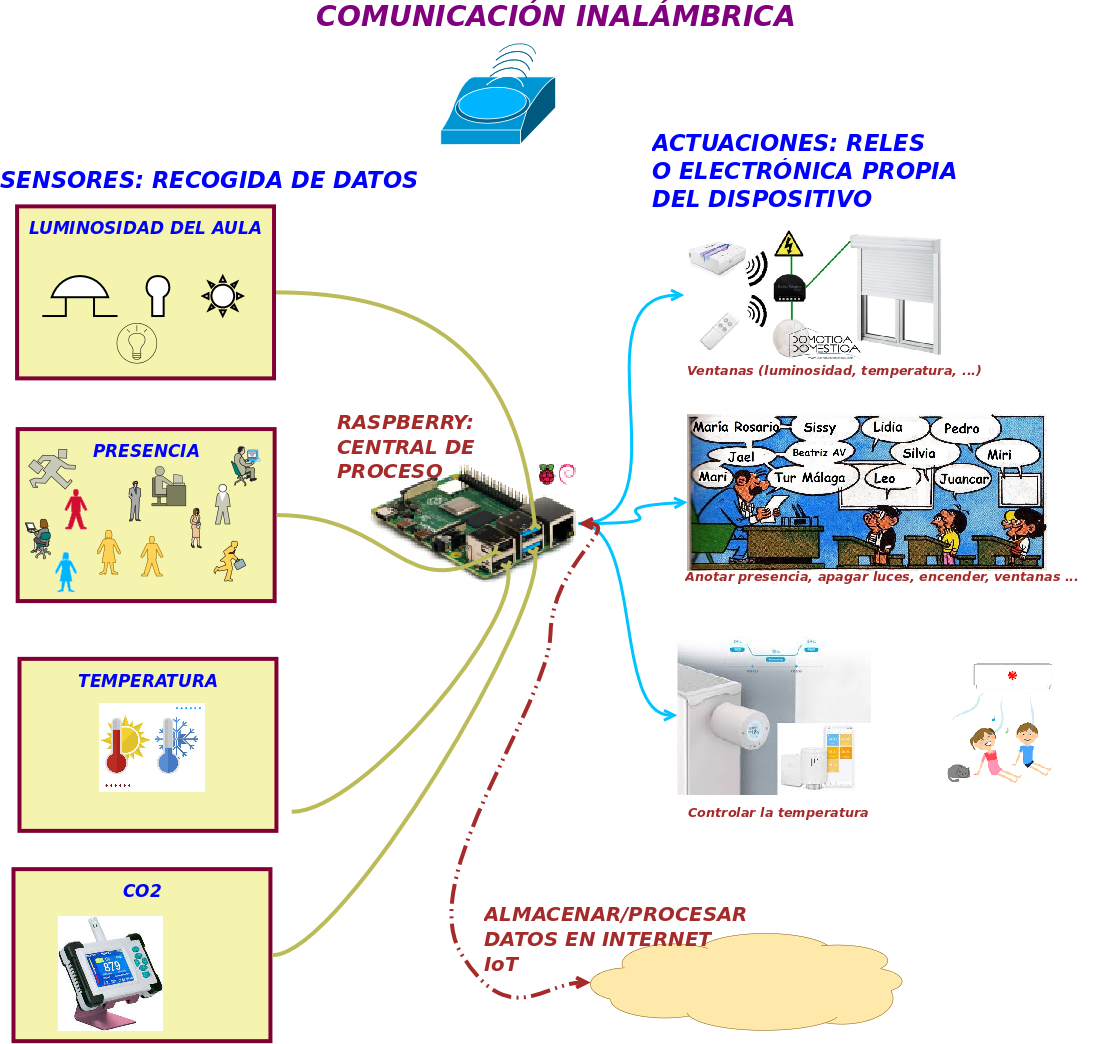 COMUNICACIÓN INALÁMBRICA
SENSORES: RECOGIDA DE DATOS
ACTUACIONES: RELES
O ELECTRÓNICA PROPIA
DEL DISPOSITIVO
LUMINOSIDAD DEL AULA
DOMOTICA
DOMESTICA
Ventanas (luminosidad, temperatura, ...)
PRESENCIA
RASPBERRY:
CENTRAL DE
PROCESO
María Rosario
Sissy
Lidia
Pedro
Jael
Beatriz AV
Silvia
Miri
Mari
Tur Málaga
Leo
Juancar
Anotar presencia, apagar luces, encender, ventanas ...
TEMPERATURA
Controlar la temperatura
CO2
879
ALMACENAR/PROCESAR
DATOS EN INTERNET
IoT